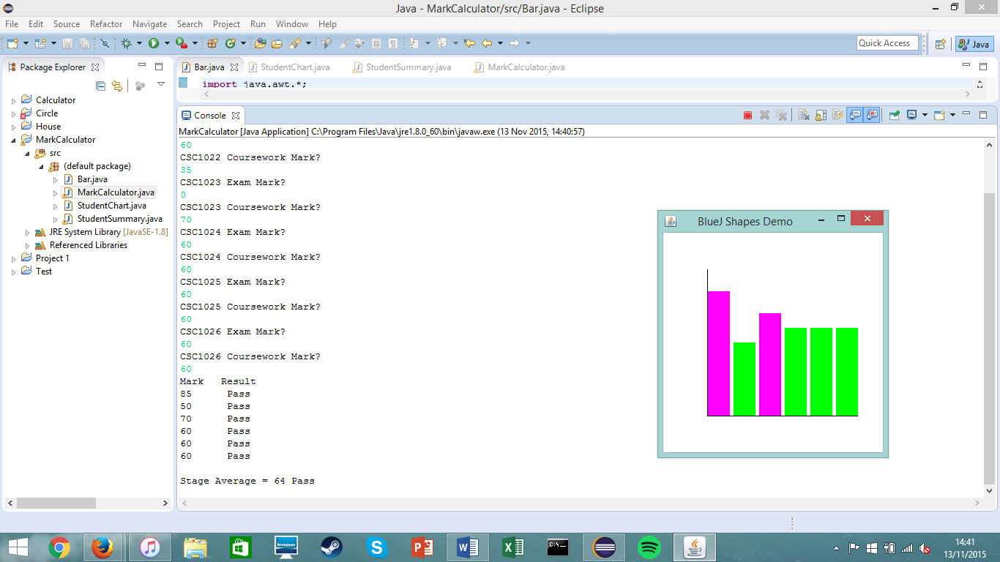 Java - MarkCalculator/src/Bar.java - Eclipse
File Edit Source Refactor Navigate Search Project Run Window Help
Quick Access
Java
Package Explorer
Calculator
Circle
House
MarkCalculator
src
(default package)
Bar.java
MarkCalculator.java
StudentChart.java
StudentSummary.java
JRE System Library [JavaSE-1.8]
Referenced Libraries
Project 1
Test
Bar.java StudentChart.java StudentSummary.java MarkCalculator.java
import java.awt.*;
Console
MarkCalculator [Java Application] C:\Program Files\Java\jre1.8.0_60\bin\javaw.exe (13 Nov 2015, 14:40:57)
60
CSC1022 Coursework Mark?
35
CSC1023 Exam Mark?
0
CSC1023 Coursework Mark?
70
CSC1024 Exam Mark?
60
CSC1024 Coursework Mark?
60
CSC1025 Exam Mark?
60
CSC1025 Coursework Mark?
60
CSC1026 Exam Mark?
60
CSC1026 Coursework Mark?
60
Mark Result
85 Pass
50 Pass
70 Pass
60 Pass
60 Pass
60 Pass
Stage Average = 64 Pass
BlueJ Shapes Demo
lenovo
14:41
13/11/2015